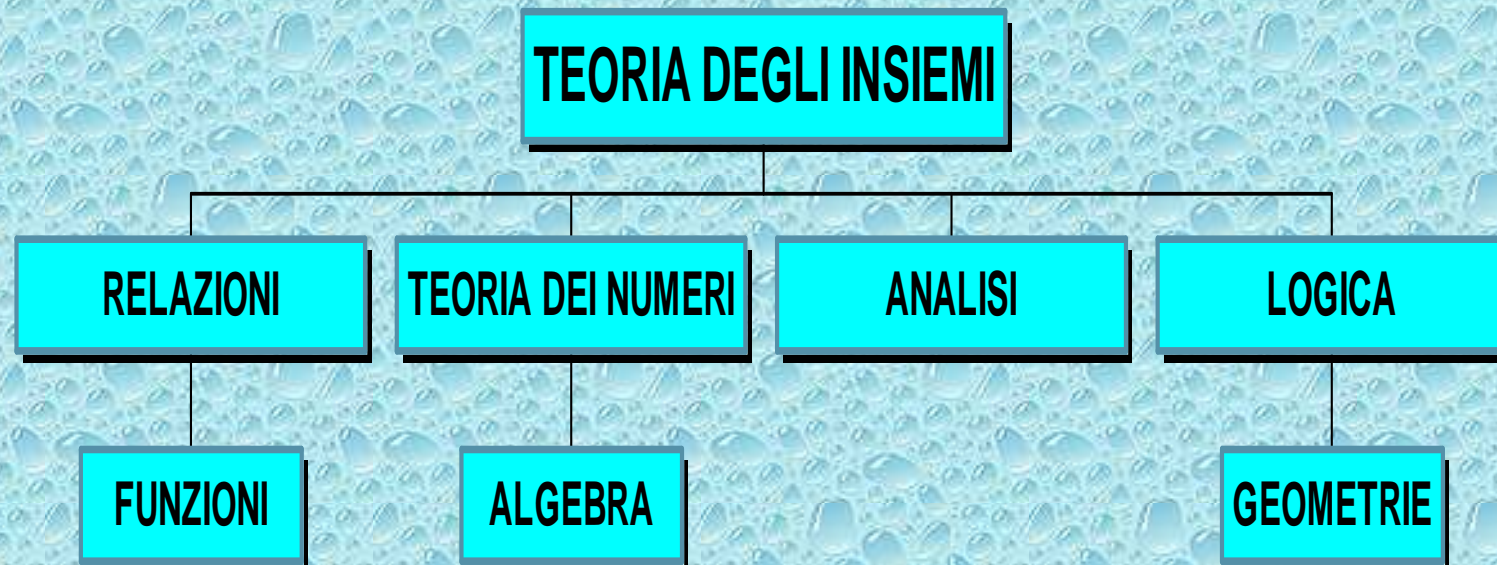 TEORIA DEGLI INSIEMI
RELAZIONI
TEORIA DEI NUMERI
ANALISI
LOGICA
FUNZIONI
ALGEBRA
GEOMETRIE